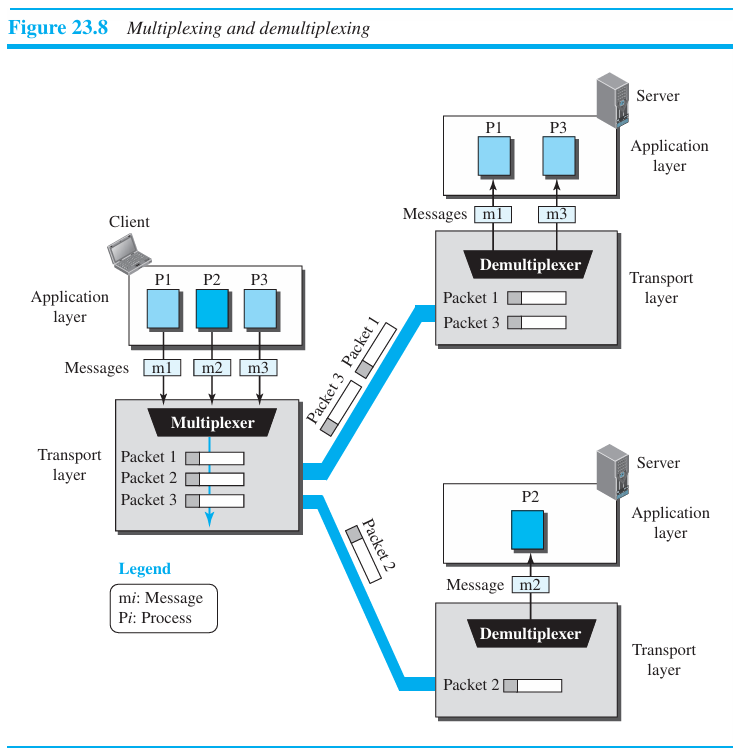 Figure 23.8 Multiplexing and demultiplexing
Server
P1 P3
Application
layer
Messages m1 m3
Demultiplexer
Transport
layer
Packet 1
Packet 3
Client
P1 P2 P3
Application
layer
Messages m1 m2 m3
Multiplexer
Transport
layer
Packet 1
Packet 2
Packet 3
Packet 1
Packet 3
Packet 2
Server
P2
Application
layer
Message m2
Demultiplexer
Transport
layer
Packet 2
Legend
mi: Message
Pi: Process